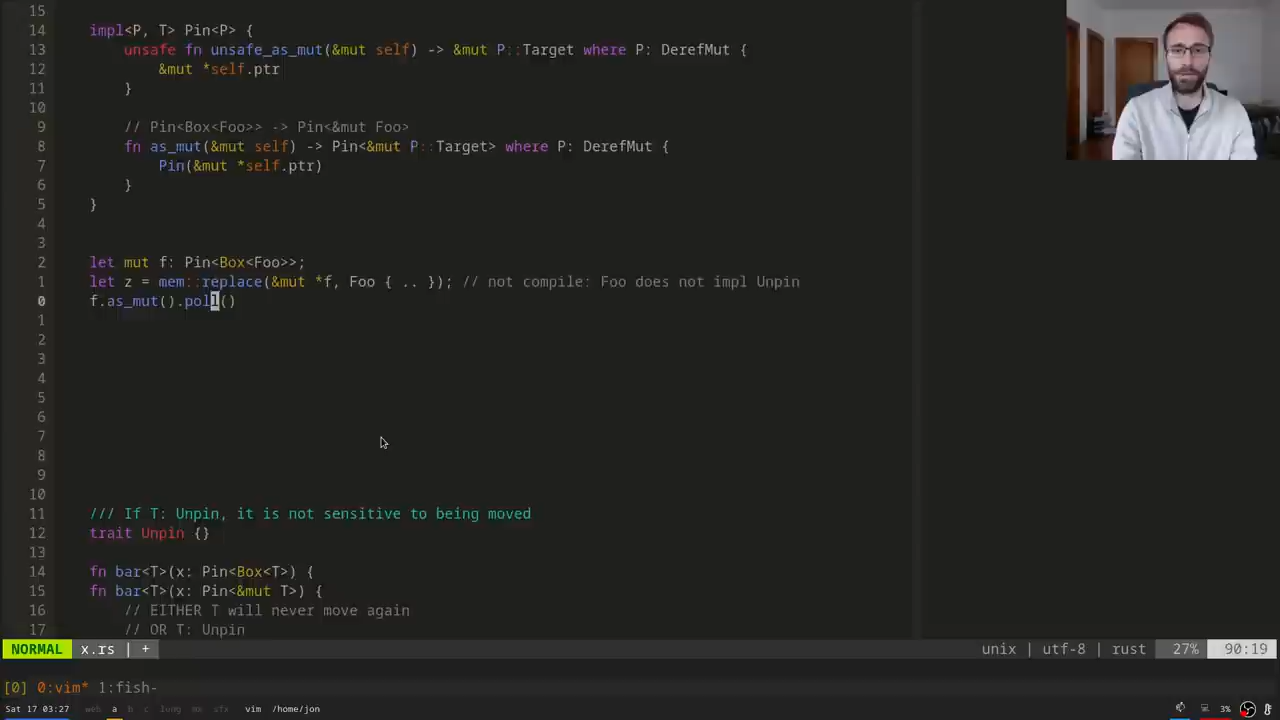 15
14 impl<P, T> Pin<P> {
13 unsafe fn unsafe_as_mut(&mut self) -> &mut P::Target where P: DerefMut {
12 &mut *self.ptr
11 }
10
9 // Pin<Box<Foo>> -> Pin<&mut Foo>
8 fn as_mut(&mut self) -> Pin<&mut P::Target> where P: DerefMut {
7 Pin(&mut *self.ptr)
6 }
5 }
4
3
2 let mut f: Pin<Box<Foo>>;
1 let z = mem::replace(&mut *f, Foo { .. }); // not compile: Foo does not impl Unpin
0 f.as_mut().poll()
1
2
3
4
5
6
7
8
9
10
11 /// If T: Unpin, it is not sensitive to being moved
12 trait Unpin {}
13
14 fn bar<T>(x: Pin<Box<T>) {
15 fn bar<T>(x: Pin<&mut T>) {
16 // EITHER T will never move again
17 // OR T: Unpin
NORMAL x.rs | + unix | utf-8 | rust 27% 90:19
[0] 0:vim* 1:fish-
Sat 17 03:27 web a b c lung mx sfx vim /home/jon 3%